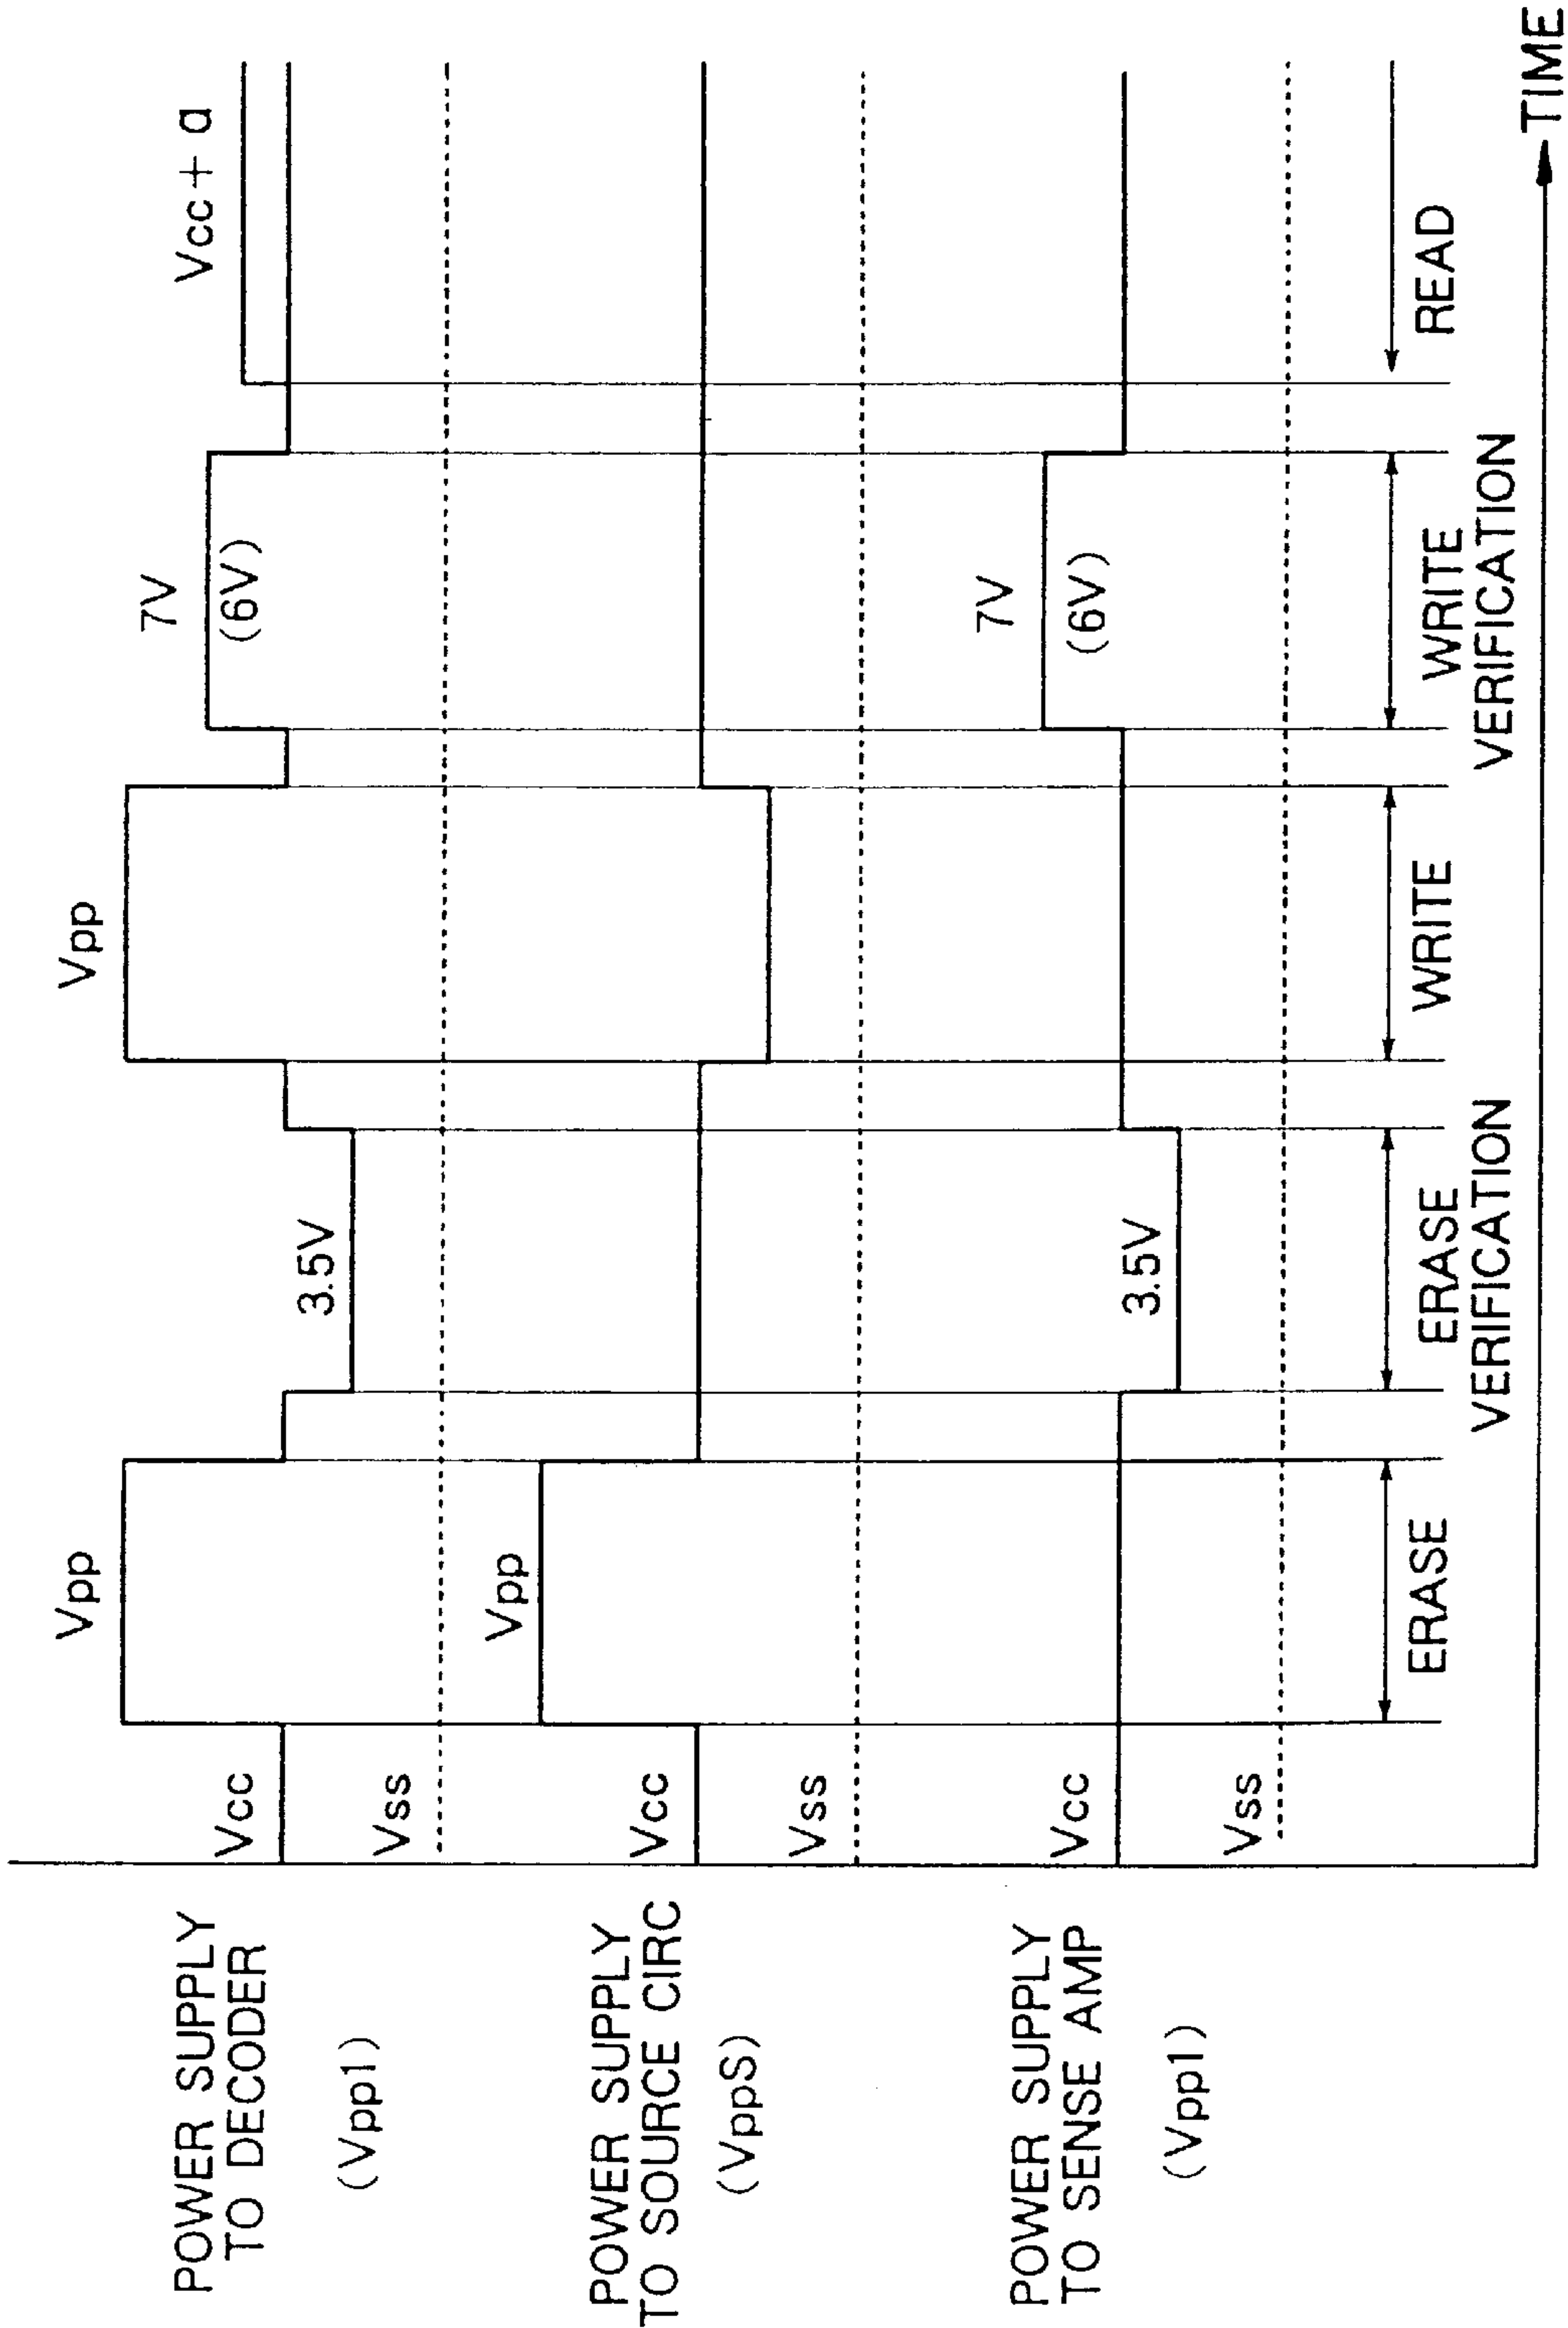 POWER SUPPLY
TO DECODER
(Vpp1)
Vcc
Vss
Vpp
3.5V
Vpp
7V
(6V)
Vcc + a
POWER SUPPLY
TO SOURCE CIRC
(VppS)
Vcc
Vss
Vpp
POWER SUPPLY
TO SENSE AMP
(Vpp1)
Vcc
Vss
3.5V
7V
(6V)
ERASE
ERASE
VERIFICATION
WRITE
WRITE
VERIFICATION
READ
TIME